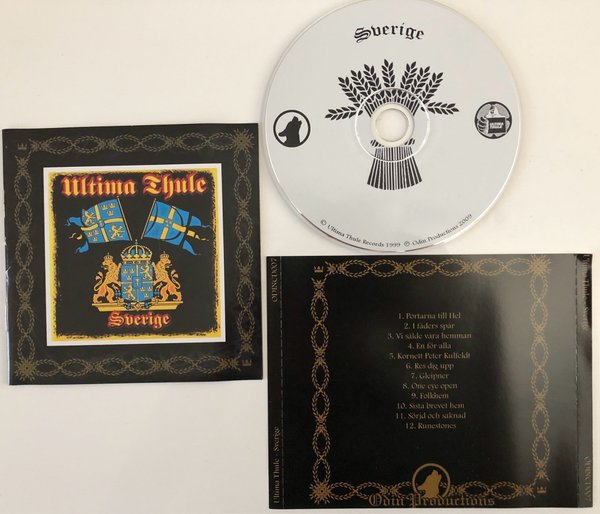 Sverige
© Ultima Thule Records 1999 ℗ Odin Productions 2009
Ultima Thule
Sverige
ODINCD007
1. Portarna till Hel
2. I fäders spår
3. Vi sålde våra hemman
4. En för alla
5. Kornett Peter Kulfeldt
6. Res dig upp
7. Gleipner
8. One eye open
9. Folkhem
10. Sista brevet hem
11. Sörjd och saknad
12. Runestones
Odin Productions
Ultima Thule - Sverige
ODINCD007